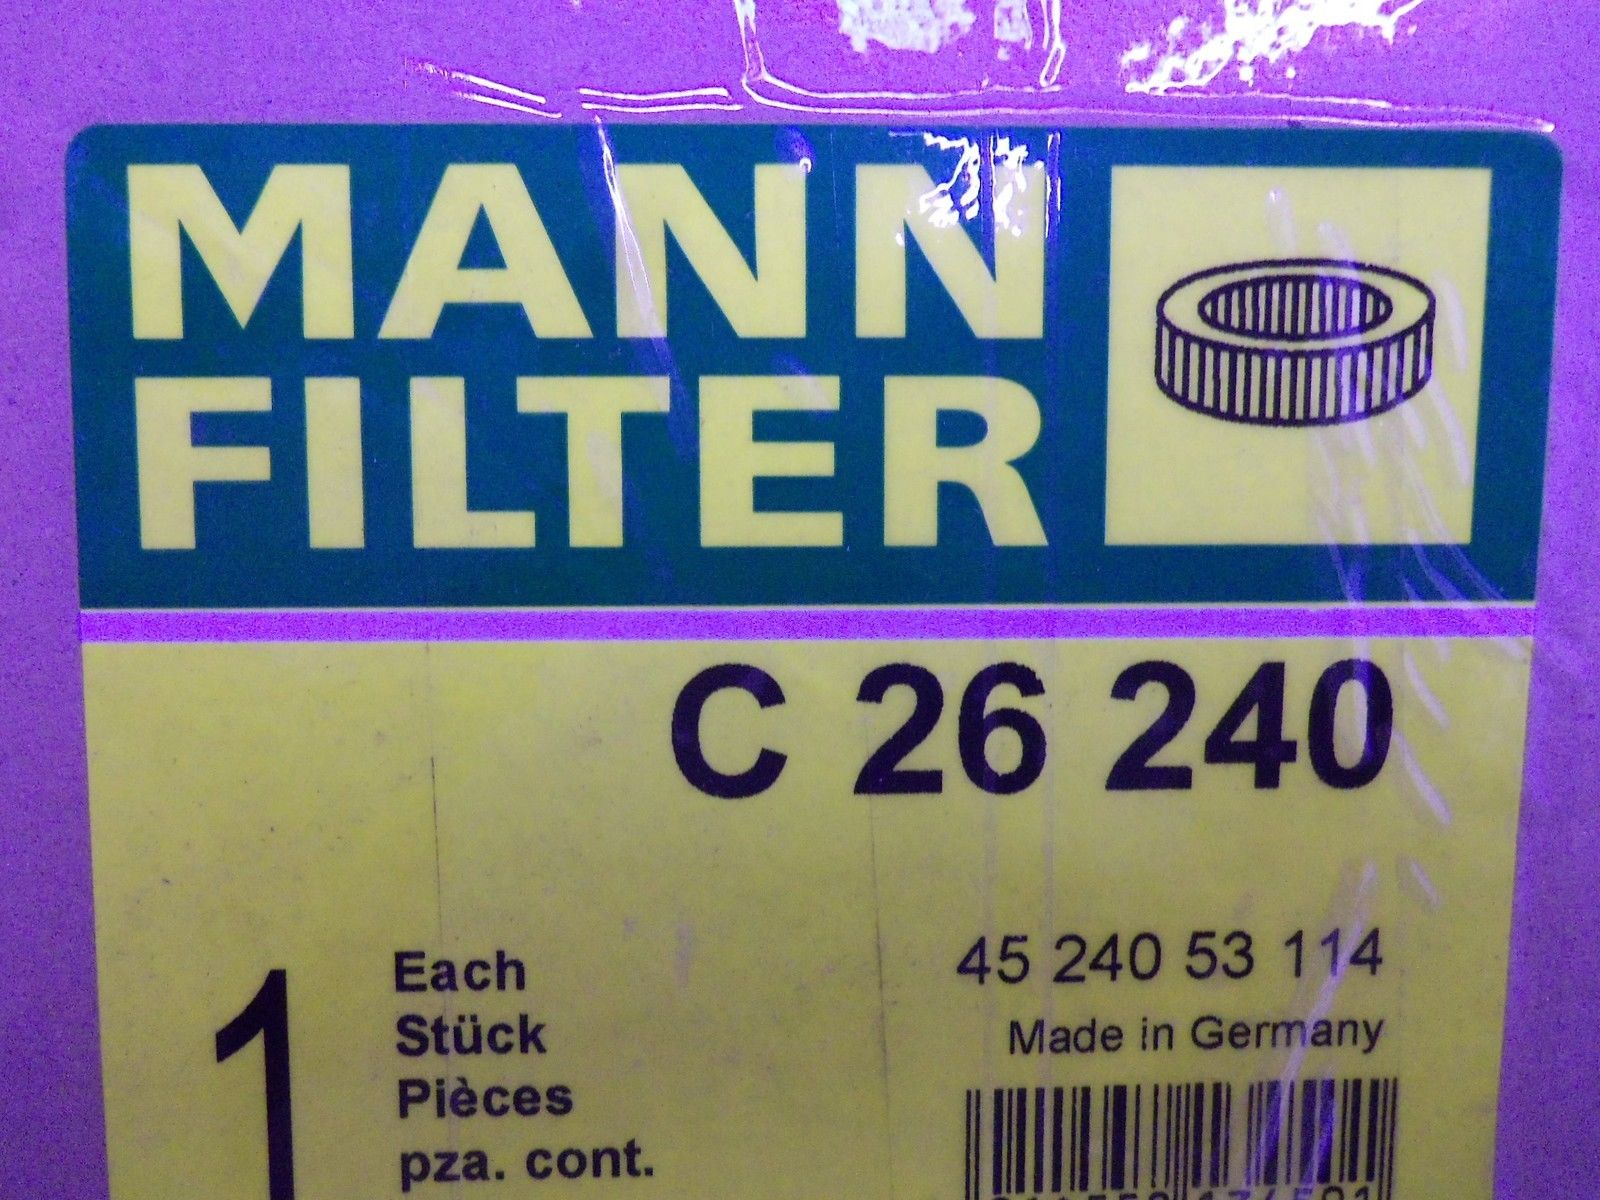 MANN
FILTER
C 26 240
45 240 53 114
Made in Germany
1
Each
Stück
Pièces
pza. cont.